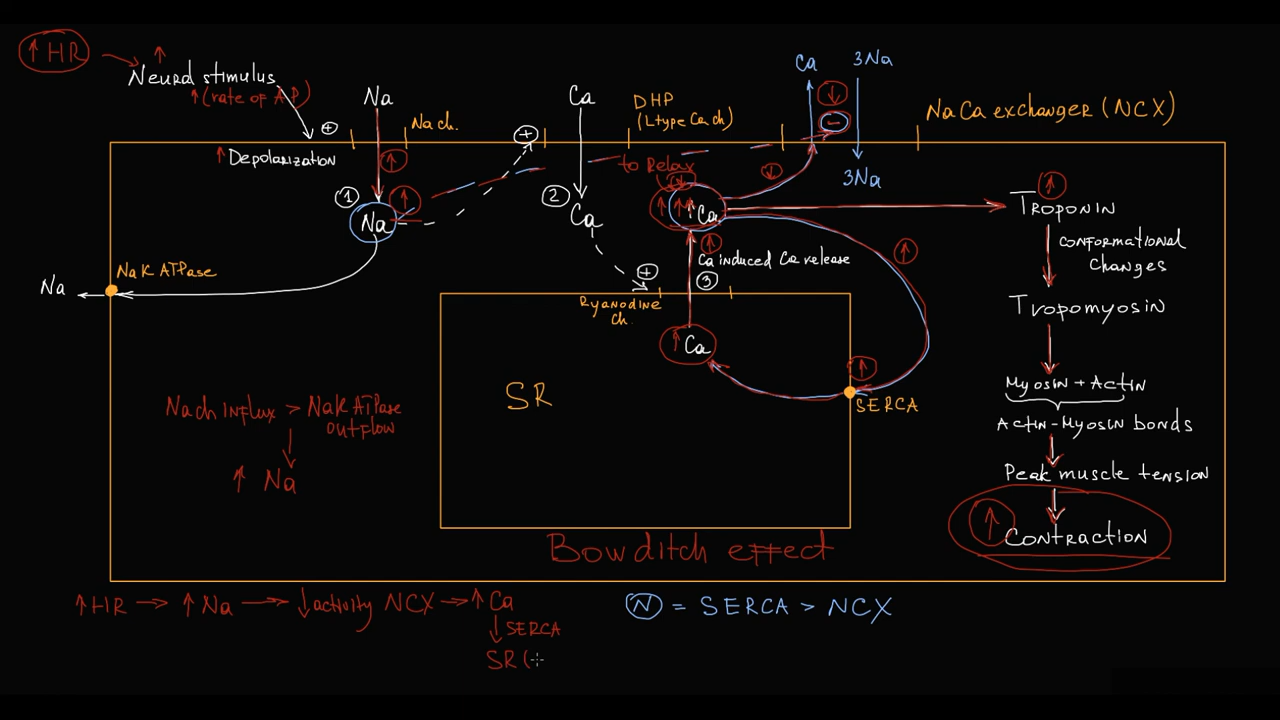 ↑ HR
↑
Neural stimulus
↑ (rate of AP)
⊕
↑ Depolarization
Na
Na ch.
↑
① ↑
Na
Na
NaK ATPase
Ca
⊕
② 
Ca
⊕
DHP
(L type Ca ch)
Ca
3Na
↓
−
3Na
NaCa exchanger (NCX)
to Relax
↓↓
↓
↑ ↑↑ Ca
↑
Ca induced Ca release
③
Ryanodine
ch.
↑ Ca
↑
↑
SERCA
SR
↑
Troponin
Conformational
changes
Tropomyosin
Myosin + Actin
Actin-Myosin bonds
Peak muscle tension
↑ Contraction
Na ch Influx > NaK ATPase
outflow
↑ Na
Bowditch effect
↑HR → ↑ Na → ↓ activity NCX → ↑ Ca
↓ SERCA
SR (
Ⓝ = SERCA > NCX